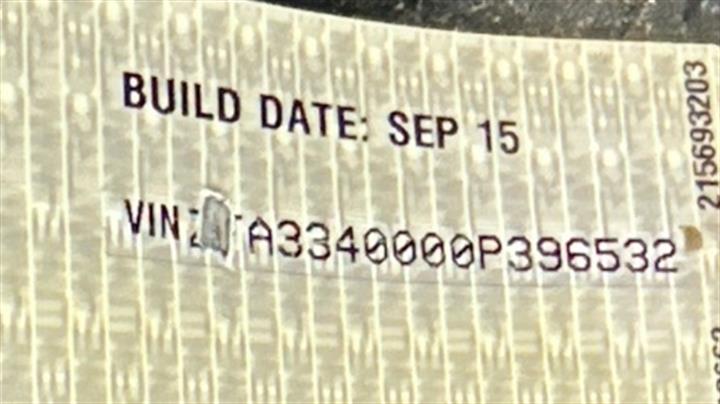 BUILD DATE: SEP 15
VIN A3340000P396532
215693203